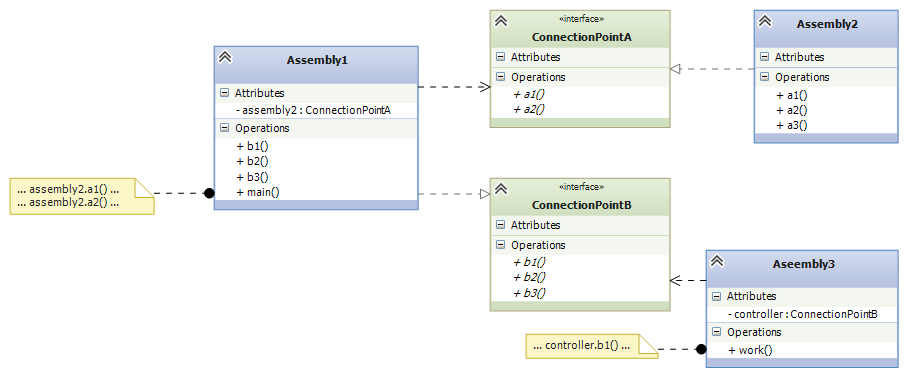 Assembly1
Attributes
- assembly2 : ConnectionPointA
Operations
+ b1()
+ b2()
+ b3()
+ main()
... assembly2.a1() ...
... assembly2.a2() ...
«interface»
ConnectionPointA
Attributes
Operations
+ a1()
+ a2()
Assembly2
Attributes
Operations
+ a1()
+ a2()
+ a3()
«interface»
ConnectionPointB
Attributes
Operations
+ b1()
+ b2()
+ b3()
Aseembly3
Attributes
- controller : ConnectionPointB
Operations
+ work()
... controller.b1() ...